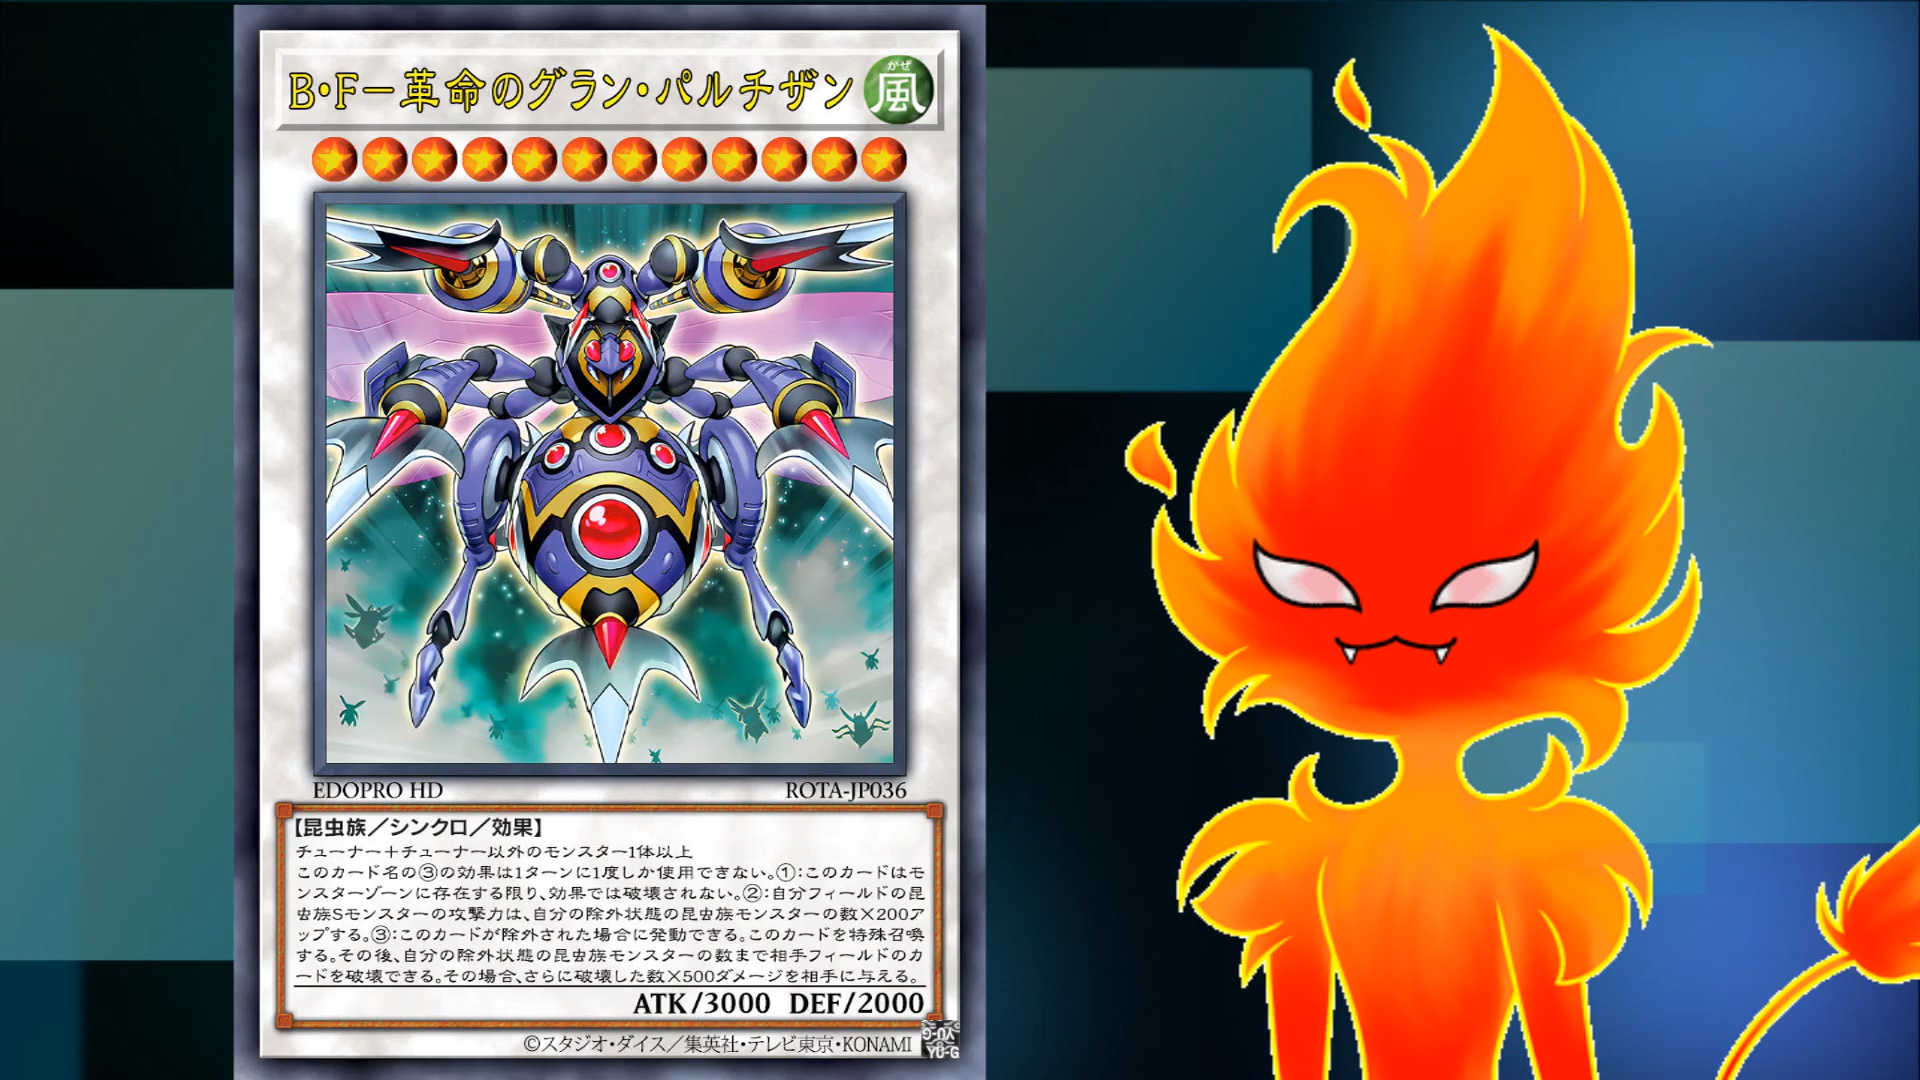 B・F－革命のグラン・パルチザン
かぜ
風
EDOPRO HD
ROTA-JP036
【昆虫族／シンクロ／効果】
チューナー＋チューナー以外のモンスター1体以上
このカード名の③の効果は1ターンに1度しか使用できない。①：このカードはモ
ンスターゾーンに存在する限り、効果では破壊されない。②：自分フィールドの昆
虫族Sモンスターの攻撃力は、自分の除外状態の昆虫族モンスターの数×200ア
ップする。③：このカードが除外された場合に発動できる。このカードを特殊召喚
する。その後、自分の除外状態の昆虫族モンスターの数まで相手フィールドのカ
ードを破壊できる。その場合、さらに破壊した数×500ダメージを相手に与える。
ATK/3000 DEF/2000
©スタジオ・ダイス／集英社・テレビ東京・KONAMI